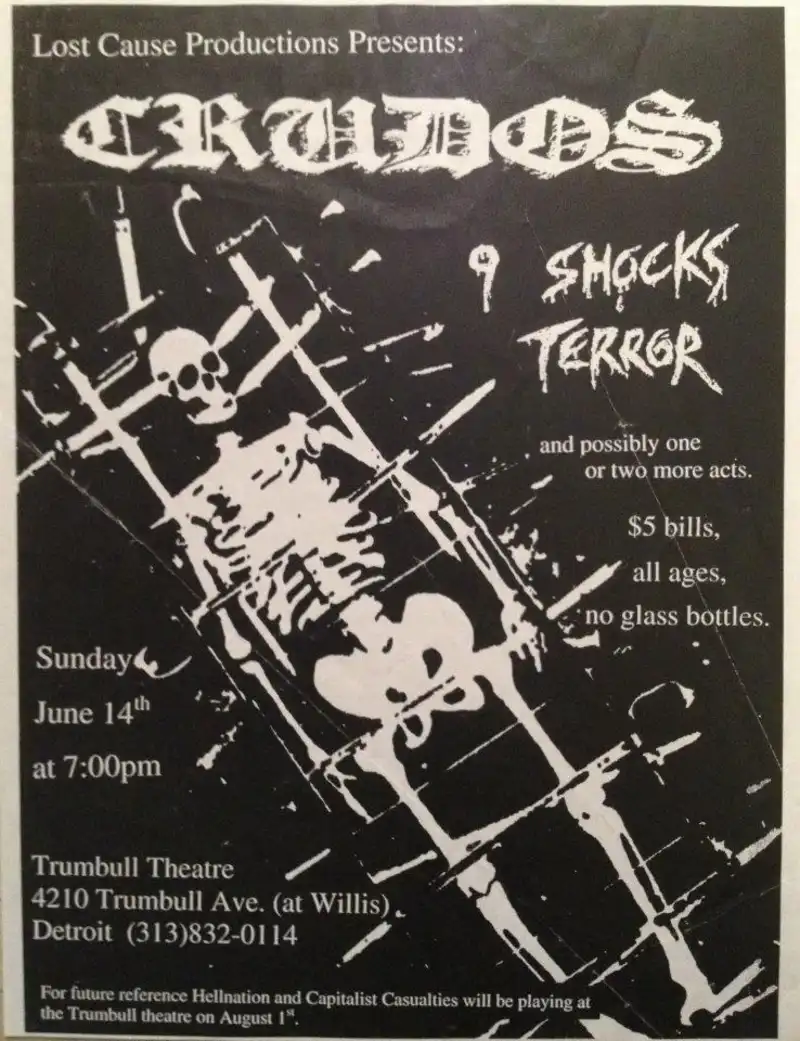 Lost Cause Productions Presents:
CRUDOS
9 SHOCKS
TERROR
and possibly one
or two more acts.
$5 bills,
all ages,
no glass bottles.
Sunday
June 14th
at 7:00pm
Trumbull Theatre
4210 Trumbull Ave. (at Willis)
Detroit (313)832-0114
For future reference Hellnation and Capitalist Casualties will be playing at
the Trumbull theatre on August 1st.